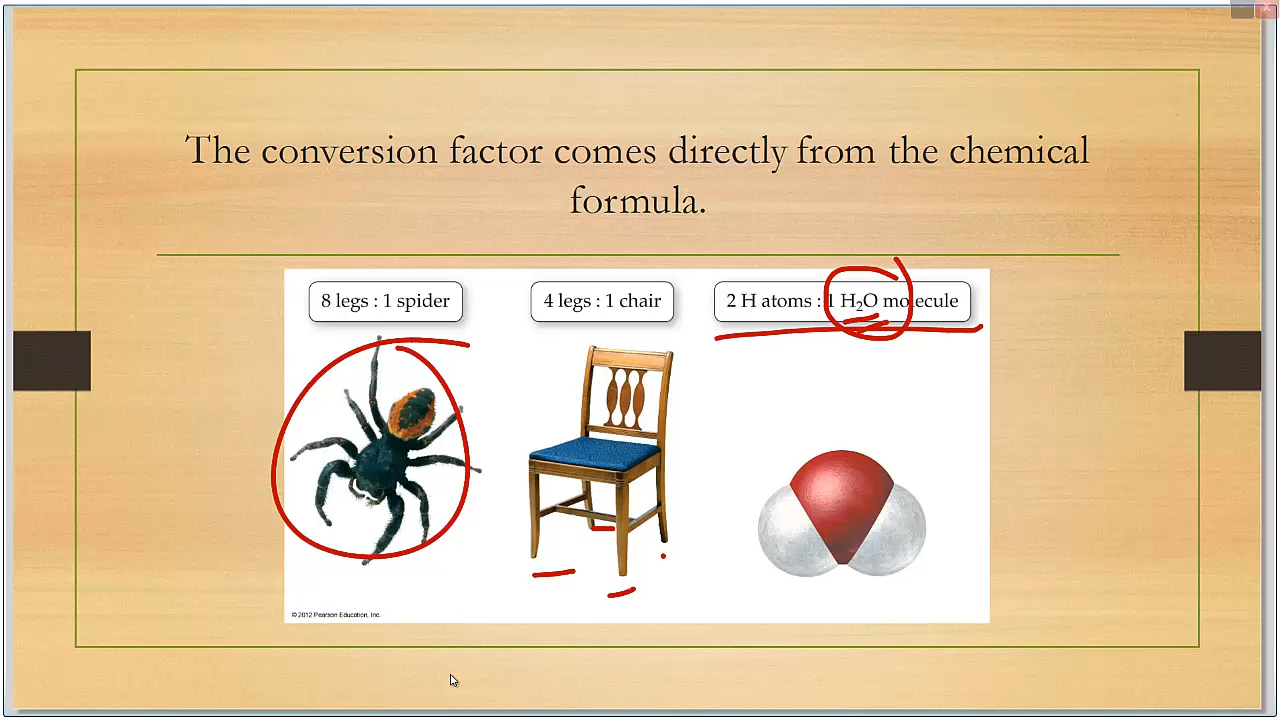 The conversion factor comes directly from the chemical
formula.
8 legs : 1 spider
4 legs : 1 chair
2 H atoms : 1 H₂O molecule
© 2012 Pearson Education, Inc.